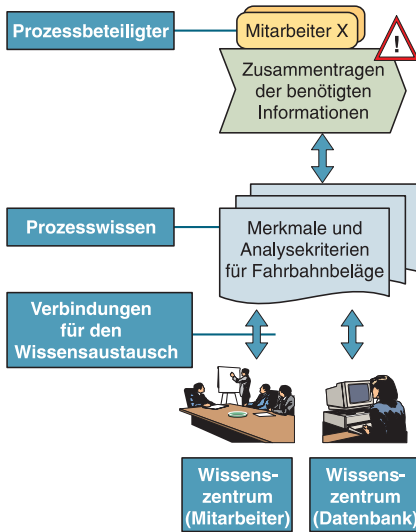 Prozessbeteiligter
Mitarbeiter X
!
Zusammentragen
der benötigten
Informationen
Prozesswissen
Merkmale und
Analysekriterien
für Fahrbahnbeläge
Verbindungen
für den
Wissensaustausch
Wissens-
zentrum
(Mitarbeiter)
Wissens-
zentrum
(Datenbank)